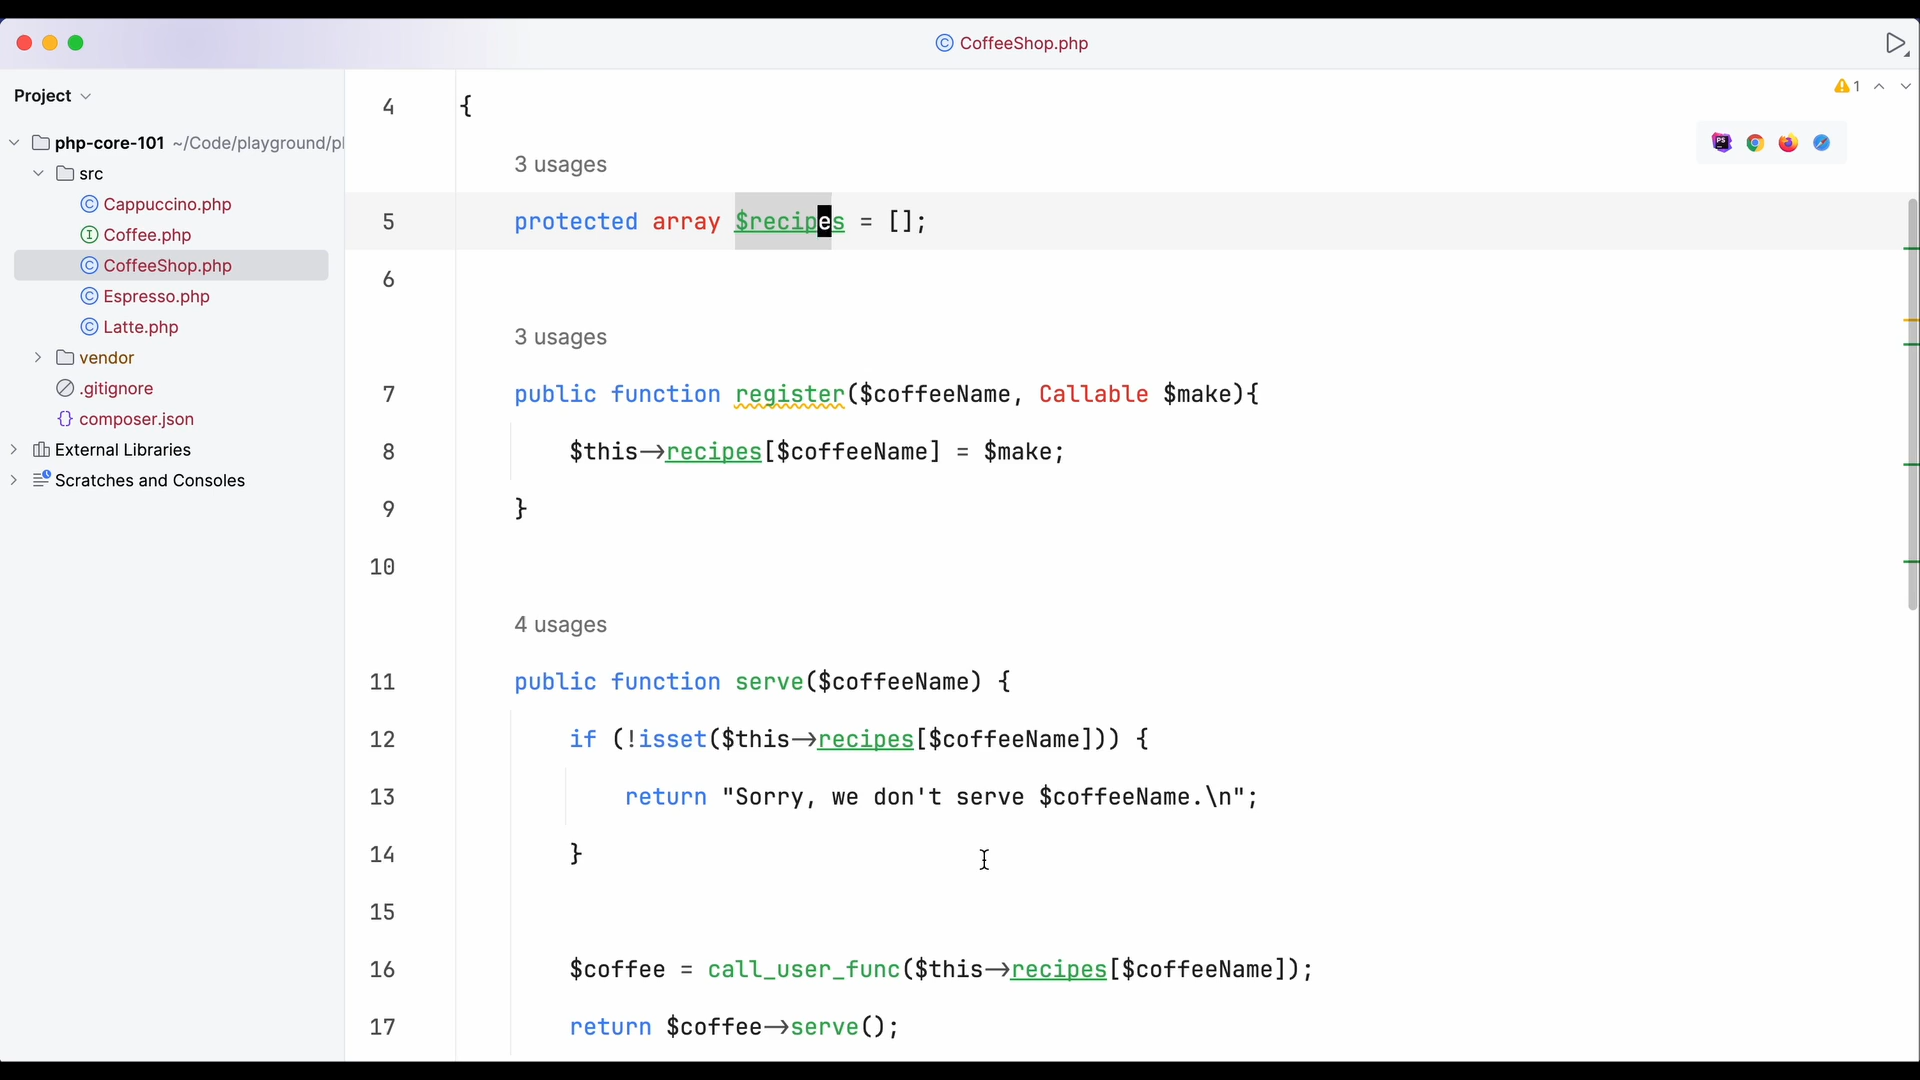 CoffeeShop.php
Project
1
php-core-101 ~/Code/playground/pl
src
Cappuccino.php
Coffee.php
CoffeeShop.php
Espresso.php
Latte.php
vendor
.gitignore
composer.json
External Libraries
Scratches and Consoles
4 {
3 usages
5 protected array $recipes = [];
6
3 usages
7 public function register($coffeeName, Callable $make){
8 $this->recipes[$coffeeName] = $make;
9 }
10
4 usages
11 public function serve($coffeeName) {
12 if (!isset($this->recipes[$coffeeName])) {
13 return "Sorry, we don't serve $coffeeName.\n";
14 }
15
16 $coffee = call_user_func($this->recipes[$coffeeName]);
17 return $coffee->serve();